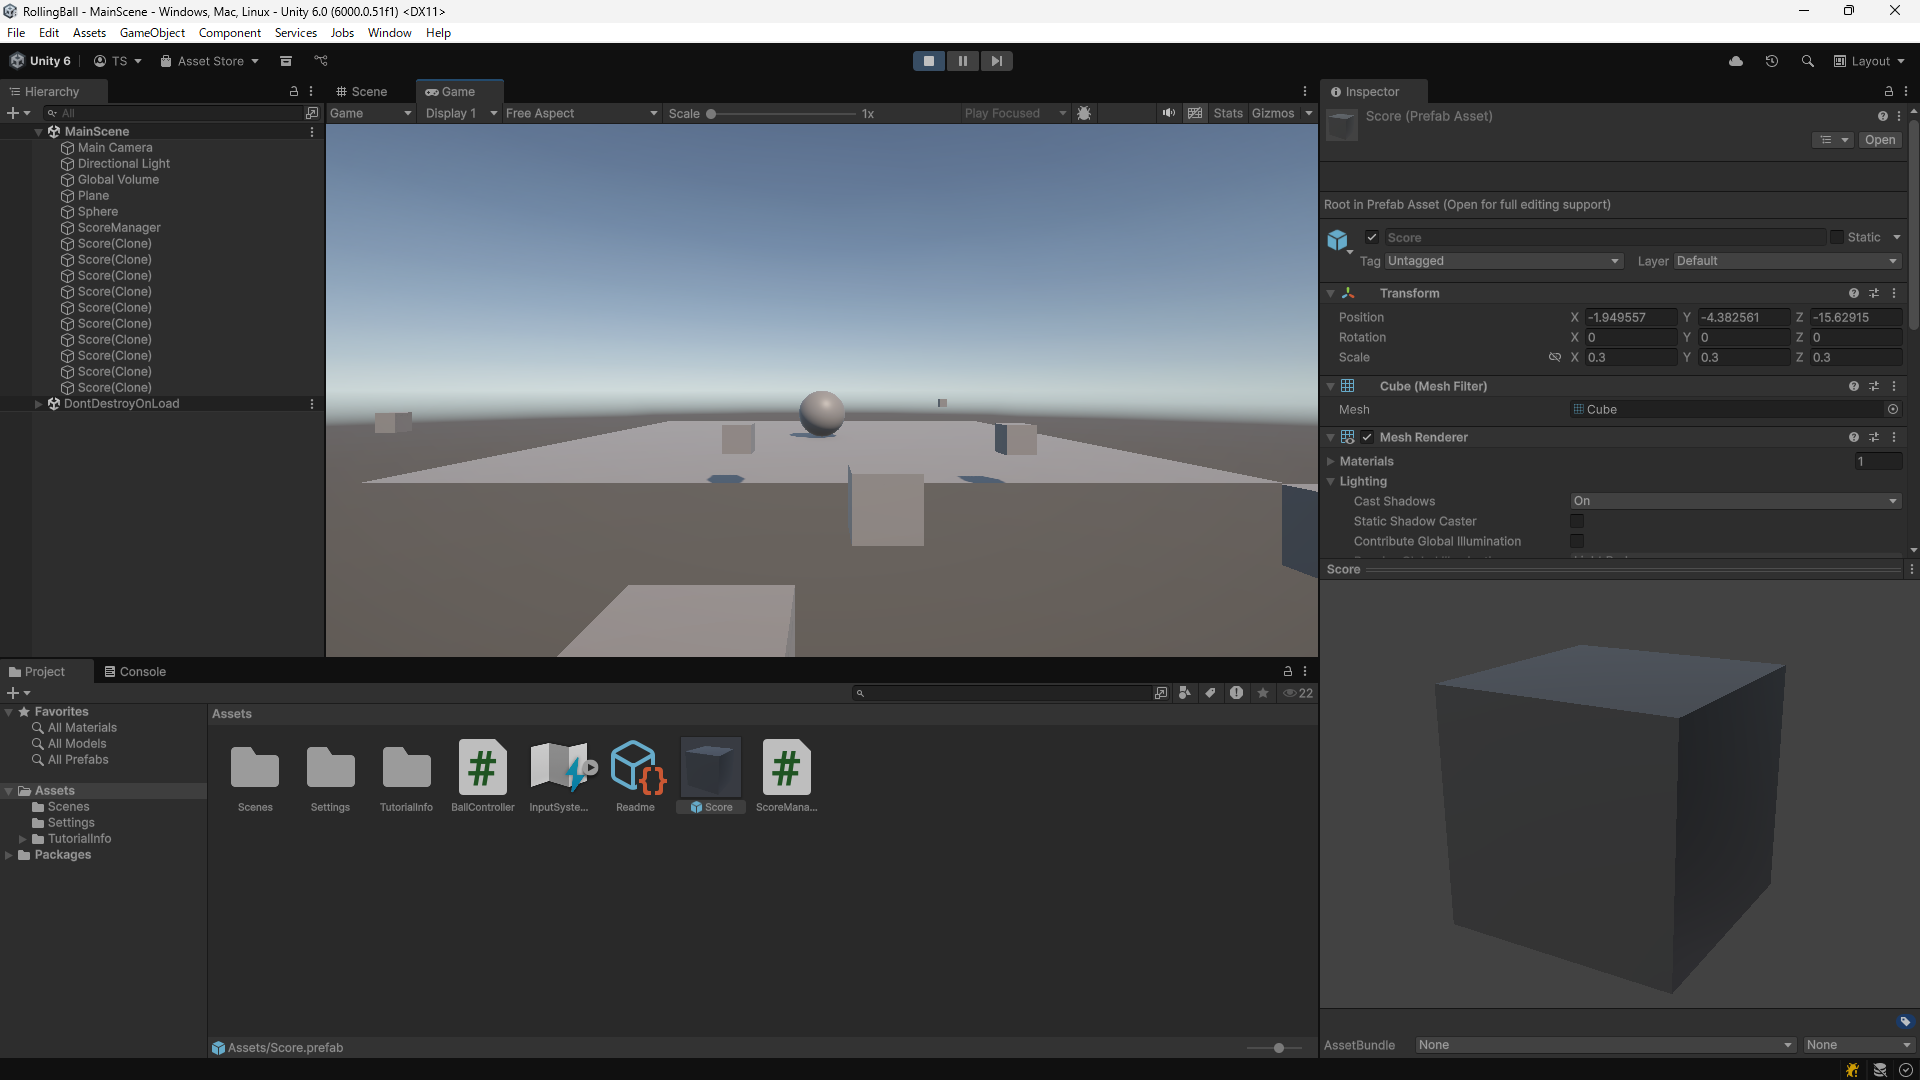 RollingBall - MainScene - Windows, Mac, Linux - Unity 6.0 (6000.0.51f1) <DX11>
File Edit Assets GameObject Component Services Jobs Window Help
Unity 6 TS Asset Store Layout
Hierarchy
All
MainScene
Main Camera
Directional Light
Global Volume
Plane
Sphere
ScoreManager
Score(Clone)
Score(Clone)
Score(Clone)
Score(Clone)
Score(Clone)
Score(Clone)
Score(Clone)
Score(Clone)
Score(Clone)
Score(Clone)
DontDestroyOnLoad
Scene Game
Game Display 1 Free Aspect Scale 1x Play Focused Stats Gizmos
Inspector
Score (Prefab Asset)
Open
Root in Prefab Asset (Open for full editing support)
Score Static
Tag Untagged Layer Default
Transform
Position X -1.949557 Y -4.382561 Z -15.62915
Rotation X 0 Y 0 Z 0
Scale X 0.3 Y 0.3 Z 0.3
Cube (Mesh Filter)
Mesh Cube
Mesh Renderer
Materials 1
Lighting
Cast Shadows On
Static Shadow Caster
Contribute Global Illumination
Score
AssetBundle None None
Project Console
22
Favorites
All Materials
All Models
All Prefabs
Assets
Scenes
Settings
TutorialInfo
Packages
Assets
Scenes Settings TutorialInfo BallController InputSyste... Readme Score ScoreMana...
Assets/Score.prefab